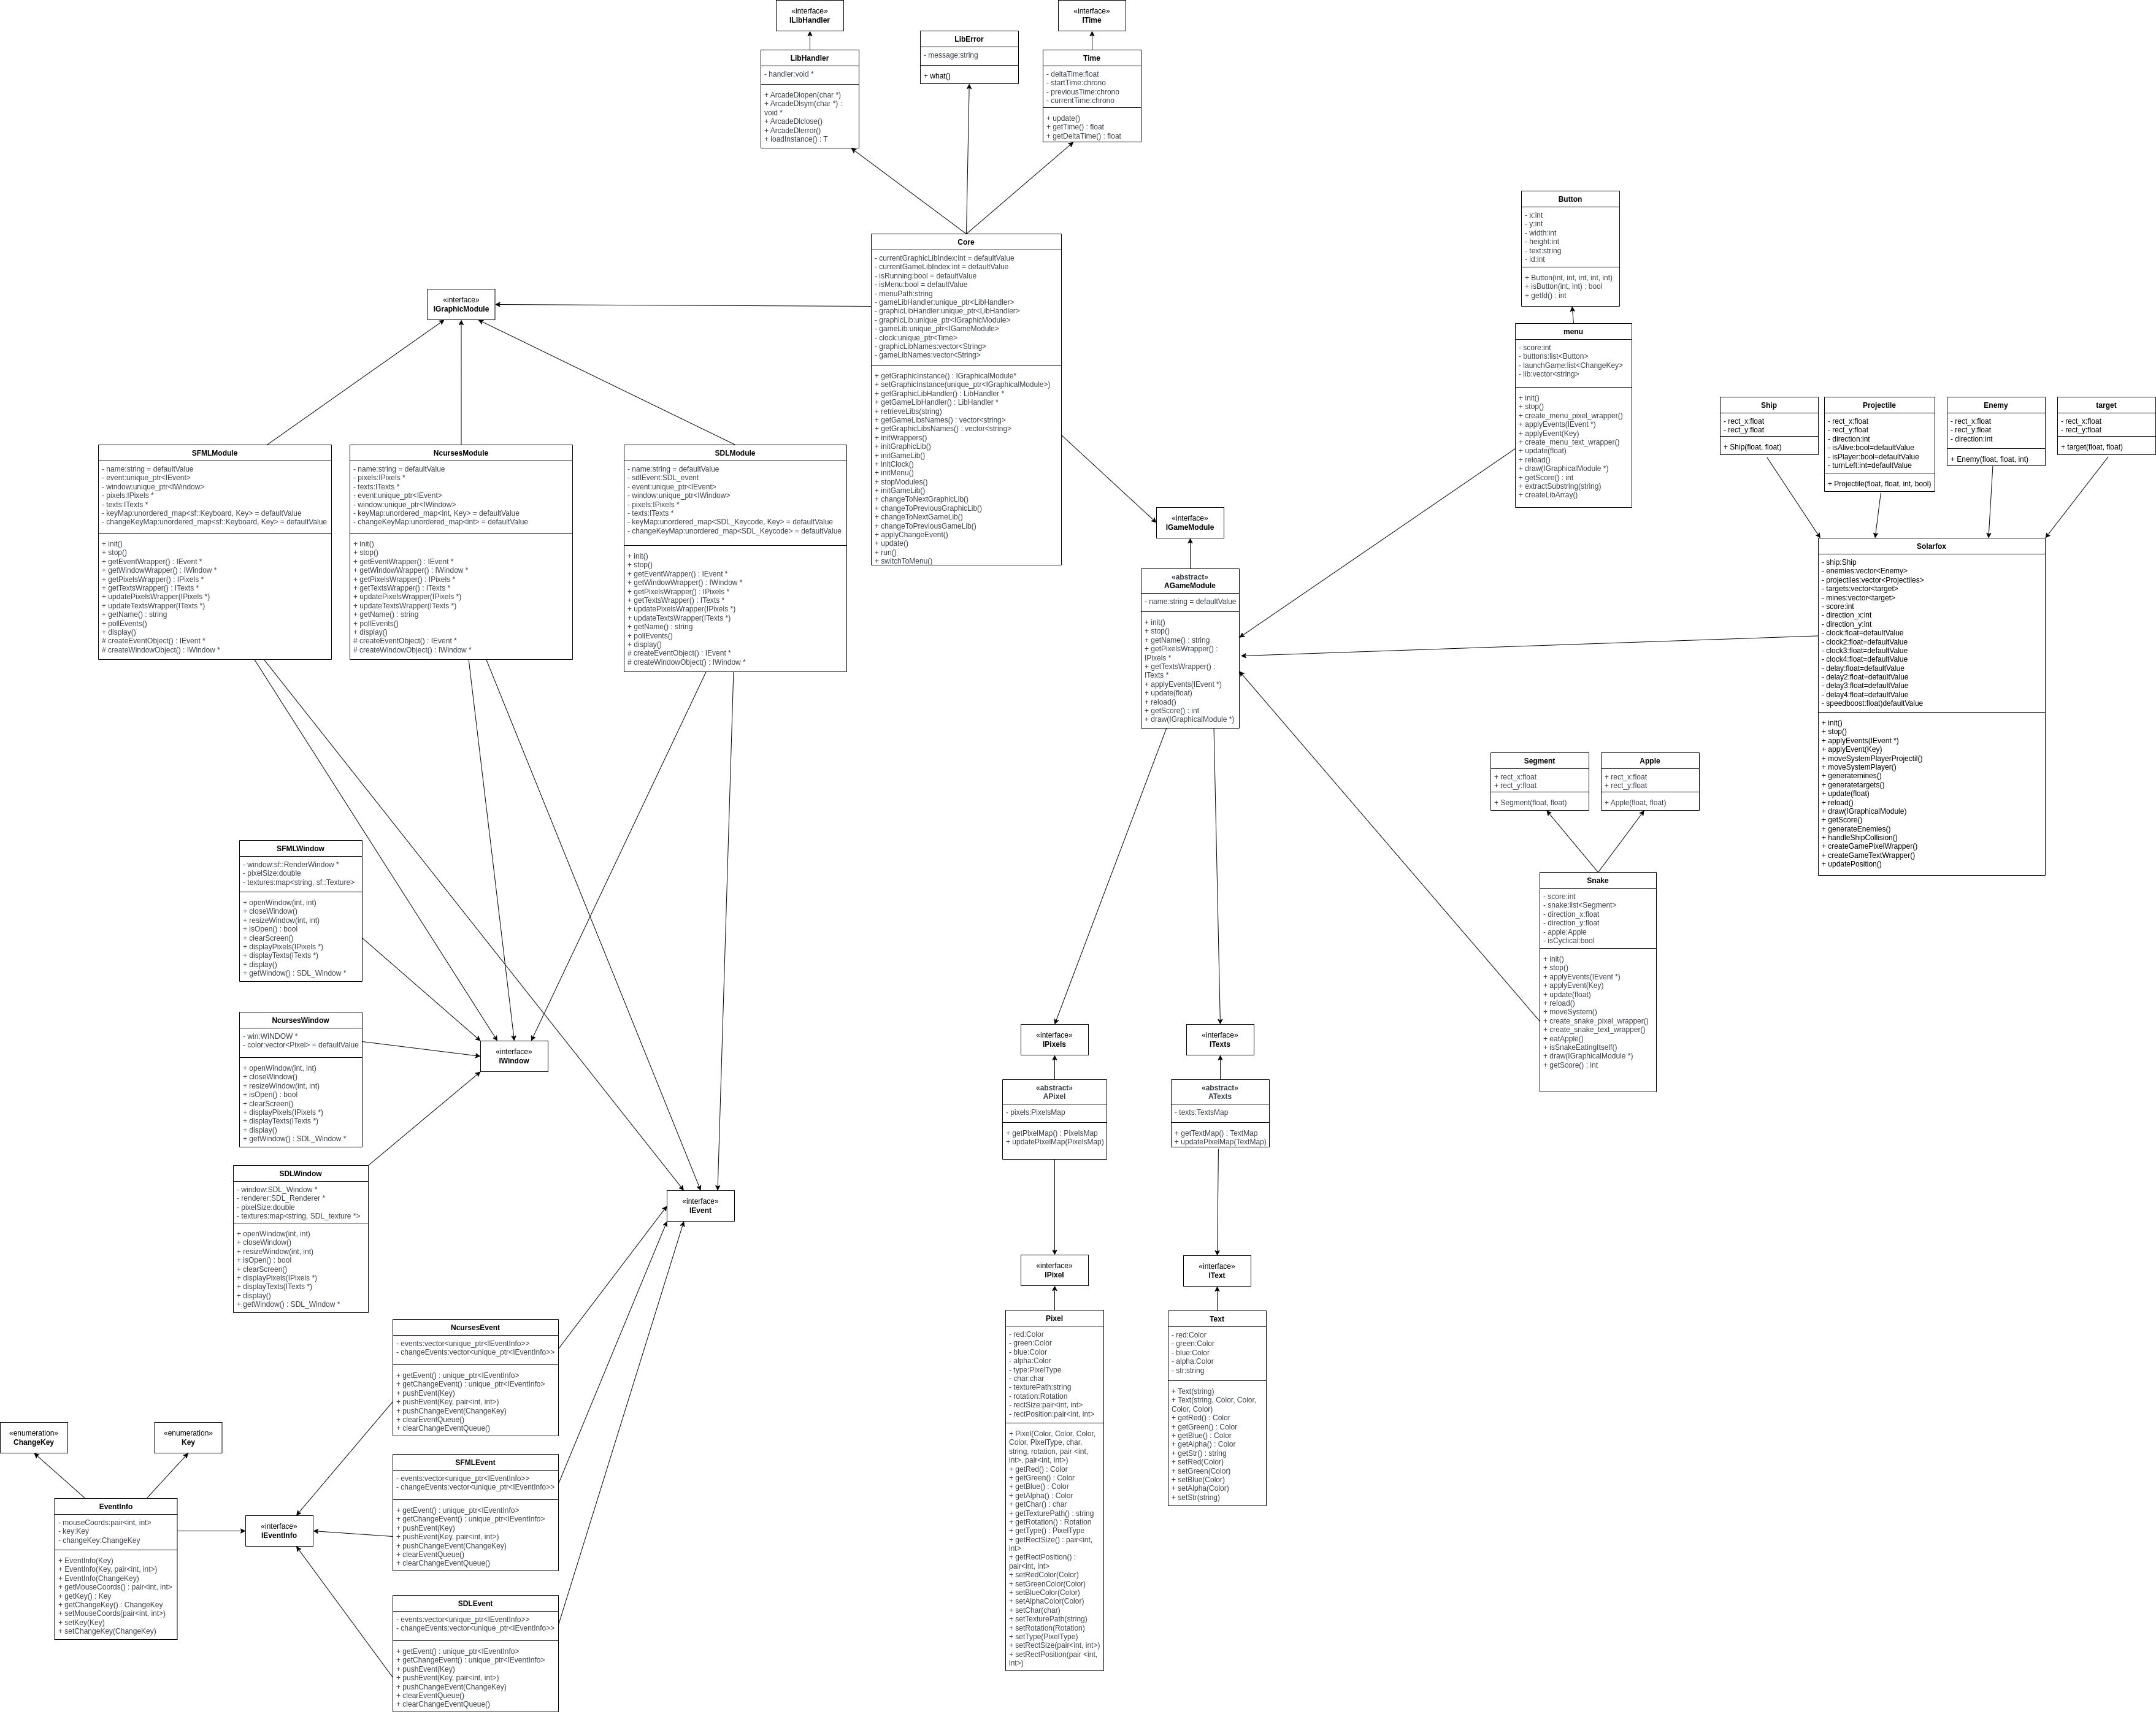 «interface»
ILibHandler
LibHandler
- handler:void *
+ ArcadeDlopen(char *)
+ ArcadeDlsym(char *) :
void *
+ ArcadeDlclose()
+ ArcadeDlerror()
+ loadInstance() : T
LibError
- message:string
+ what()
«interface»
ITime
Time
- deltaTime:float
- startTime:chrono
- previousTime:chrono
- currentTime:chrono
+ update()
+ getTime() : float
+ getDeltaTime() : float
Core
- currentGraphicLibIndex:int = defaultValue
- currentGameLibIndex:int = defaultValue
- isRunning:bool = defaultValue
- isMenu:bool = defaultValue
- menuPath:string
- gameLibHandler:unique_ptr<LibHandler>
- graphicLibHandler:unique_ptr<LibHandler>
- graphicLib:unique_ptr<IGraphicModule>
- gameLib:unique_ptr<IGameModule>
- clock:unique_ptr<Time>
- graphicLibNames:vector<String>
- gameLibNames:vector<String>
+ getGraphicInstance() : IGraphicalModule*
+ setGraphicInstance(unique_ptr<IGraphicalModule>)
+ getGraphicLibHandler() : LibHandler *
+ getGameLibHandler() : LibHandler *
+ retrieveLibs(string)
+ getGameLibsNames() : vector<string>
+ getGraphicLibsNames() : vector<string>
+ initWrappers()
+ initGraphicLib()
+ initGameLib()
+ initClock()
+ initMenu()
+ stopModules()
+ initGameLib()
+ changeToNextGraphicLib()
+ changeToPreviousGraphicLib()
+ changeToNextGameLib()
+ changeToPreviousGameLib()
+ applyChangeEvent()
+ update()
+ run()
+ switchToMenu()
«interface»
IGraphicModule
SFMLModule
- name:string = defaultValue
- event:unique_ptr<IEvent>
- window:unique_ptr<IWindow>
- pixels:IPixels *
- texts:ITexts *
- keyMap:unordered_map<sf::Keyboard, Key> = defaultValue
- changeKeyMap:unordered_map<sf::Keyboard, Key> = defaultValue
+ init()
+ stop()
+ getEventWrapper() : IEvent *
+ getWindowWrapper() : IWindow *
+ getPixelsWrapper() : IPixels *
+ getTextsWrapper() : ITexts *
+ updatePixelsWrapper(IPixels *)
+ updateTextsWrapper(ITexts *)
+ getName() : string
+ pollEvents()
+ display()
# createEventObject() : IEvent *
# createWindowObject() : IWindow *
NcursesModule
- name:string = defaultValue
- pixels:IPixels *
- texts:ITexts *
- event:unique_ptr<IEvent>
- window:unique_ptr<IWindow>
- keyMap:unordered_map<int, Key> = defaultValue
- changeKeyMap:unordered_map<int> = defaultValue
+ init()
+ stop()
+ getEventWrapper() : IEvent *
+ getWindowWrapper() : IWindow *
+ getPixelsWrapper() : IPixels *
+ getTextsWrapper() : ITexts *
+ updatePixelsWrapper(IPixels *)
+ updateTextsWrapper(ITexts *)
+ getName() : string
+ pollEvents()
+ display()
# createEventObject() : IEvent *
# createWindowObject() : IWindow *
SDLModule
- name:string = defaultValue
- sdlEvent:SDL_event
- event:unique_ptr<IEvent>
- window:unique_ptr<IWindow>
- pixels:IPixels *
- texts:ITexts *
- keyMap:unordered_map<SDL_Keycode, Key> = defaultValue
- changeKeyMap:unordered_map<SDL_Keycode> = defaultValue
+ init()
+ stop()
+ getEventWrapper() : IEvent *
+ getWindowWrapper() : IWindow *
+ getPixelsWrapper() : IPixels *
+ getTextsWrapper() : ITexts *
+ updatePixelsWrapper(IPixels *)
+ updateTextsWrapper(ITexts *)
+ getName() : string
+ pollEvents()
+ display()
# createEventObject() : IEvent *
# createWindowObject() : IWindow *
«interface»
IGameModule
«abstract»
AGameModule
- name:string = defaultValue
+ init()
+ stop()
+ getName() : string
+ getPixelsWrapper() :
IPixels *
+ getTextsWrapper() :
ITexts *
+ applyEvents(IEvent *)
+ update(float)
+ reload()
+ getScore() : int
+ draw(IGraphicalModule *)
Button
- x:int
- y:int
- width:int
- height:int
- text:string
- id:int
+ Button(int, int, int, int, int)
+ isButton(int, int) : bool
+ getId() : int
menu
- score:int
- buttons:list<Button>
- launchGame:list<ChangeKey>
- lib:vector<string>
+ init()
+ stop()
+ create_menu_pixel_wrapper()
+ applyEvents(IEvent *)
+ applyEvent(Key)
+ create_menu_text_wrapper()
+ update(float)
+ reload()
+ draw(IGraphicalModule *)
+ getScore() : int
+ extractSubstring(string)
+ createLibArray()
Ship
- rect_x:float
- rect_y:float
+ Ship(float, float)
Projectile
- rect_x:float
- rect_y:float
- direction:int
- isAlive:bool=defaultValue
- isPlayer:bool=defaultValue
- turnLeft:int=defaultValue
+ Projectile(float, float, int, bool)
Enemy
- rect_x:float
- rect_y:float
- direction:int
+ Enemy(float, float, int)
target
- rect_x:float
- rect_y:float
+ target(float, float)
Solarfox
- ship:Ship
- enemies:vector<Enemy>
- projectiles:vector<Projectiles>
- targets:vector<target>
- mines:vector<target>
- score:int
- direction_x:int
- direction_y:int
- clock:float=defaultValue
- clock2:float=defaultValue
- clock3:float=defaultValue
- clock4:float=defaultValue
- delay:float=defaultValue
- delay2:float=defaultValue
- delay3:float=defaultValue
- delay4:float=defaultValue
- speedboost:float)defaultValue
+ init()
+ stop()
+ applyEvents(IEvent *)
+ applyEvent(Key)
+ moveSystemPlayerProjectil()
+ moveSystemPlayer()
+ generatemines()
+ generatetargets()
+ update(float)
+ reload()
+ draw(IGraphicalModule)
+ getScore()
+ generateEnemies()
+ handleShipCollision()
+ createGamePixelWrapper()
+ createGameTextWrapper()
+ updatePosition()
Segment
+ rect_x:float
+ rect_y:float
+ Segment(float, float)
Apple
+ rect_x:float
+ rect_y:float
+ Apple(float, float)
Snake
- score:int
- snake:list<Segment>
- direction_x:float
- direction_y:float
- apple:Apple
- isCyclical:bool
+ init()
+ stop()
+ applyEvents(IEvent *)
+ applyEvent(Key)
+ update(float)
+ reload()
+ moveSystem()
+ create_snake_pixel_wrapper()
+ create_snake_text_wrapper()
+ eatApple()
+ isSnakeEatingItself()
+ draw(IGraphicalModule *)
+ getScore() : int
SFMLWindow
- window:sf::RenderWindow *
- pixelSize:double
- textures:map<string, sf::Texture>
+ openWindow(int, int)
+ closeWindow()
+ resizeWindow(int, int)
+ isOpen() : bool
+ clearScreen()
+ displayPixels(IPixels *)
+ displayTexts(ITexts *)
+ display()
+ getWindow() : SDL_Window *
NcursesWindow
- win:WINDOW *
- color:vector<Pixel> = defaultValue
+ openWindow(int, int)
+ closeWindow()
+ resizeWindow(int, int)
+ isOpen() : bool
+ clearScreen()
+ displayPixels(IPixels *)
+ displayTexts(ITexts *)
+ display()
+ getWindow() : SDL_Window *
SDLWindow
- window:SDL_Window *
- renderer:SDL_Renderer *
- pixelSize:double
- textures:map<string, SDL_texture *>
+ openWindow(int, int)
+ closeWindow()
+ resizeWindow(int, int)
+ isOpen() : bool
+ clearScreen()
+ displayPixels(IPixels *)
+ displayTexts(ITexts *)
+ display()
+ getWindow() : SDL_Window *
«interface»
IWindow
«interface»
IEvent
«interface»
IPixels
«abstract»
APixel
- pixels:PixelsMap
+ getPixelMap() : PixelsMap
+ updatePixelMap(PixelsMap)
«interface»
ITexts
«abstract»
ATexts
- texts:TextsMap
+ getTextMap() : TextMap
+ updatePixelMap(TextMap)
«interface»
IPixel
Pixel
- red:Color
- green:Color
- blue:Color
- alpha:Color
- type:PixelType
- char:char
- texturePath:string
- rotation:Rotation
- rectSize:pair<int, int>
- rectPosition:pair<int, int>
+ Pixel(Color, Color, Color,
Color, PixelType, char,
string, rotation, pair <int,
int>, pair<int, int>)
+ getRed() : Color
+ getGreen() : Color
+ getBlue() : Color
+ getAlpha() : Color
+ getChar() : char
+ getTexturePath() : string
+ getRotation() : Rotation
+ getType() : PixelType
+ getRectSize() : pair<int,
int>
+ getRectPosition() :
pair<int, int>
+ setRedColor(Color)
+ setGreenColor(Color)
+ setBlueColor(Color)
+ setAlphaColor(Color)
+ setChar(char)
+ setTexturePath(string)
+ setRotation(Rotation)
+ setType(PixelType)
+ setRectSize(pair<int, int>)
+ setRectPosition(pair <int,
int>)
«interface»
IText
Text
- red:Color
- green:Color
- blue:Color
- alpha:Color
- str:string
+ Text(string)
+ Text(string, Color, Color,
Color, Color)
+ getRed() : Color
+ getGreen() : Color
+ getBlue() : Color
+ getAlpha() : Color
+ getStr() : string
+ setRed(Color)
+ setGreen(Color)
+ setBlue(Color)
+ setAlpha(Color)
+ setStr(string)
NcursesEvent
- events:vector<unique_ptr<IEventInfo>>
- changeEvents:vector<unique_ptr<IEventInfo>>
+ getEvent() : unique_ptr<IEventInfo>
+ getChangeEvent() : unique_ptr<IEventInfo>
+ pushEvent(Key)
+ pushEvent(Key, pair<int, int>)
+ pushChangeEvent(ChangeKey)
+ clearEventQueue()
+ clearChangeEventQueue()
SFMLEvent
- events:vector<unique_ptr<IEventInfo>>
- changeEvents:vector<unique_ptr<IEventInfo>>
+ getEvent() : unique_ptr<IEventInfo>
+ getChangeEvent() : unique_ptr<IEventInfo>
+ pushEvent(Key)
+ pushEvent(Key, pair<int, int>)
+ pushChangeEvent(ChangeKey)
+ clearEventQueue()
+ clearChangeEventQueue()
SDLEvent
- events:vector<unique_ptr<IEventInfo>>
- changeEvents:vector<unique_ptr<IEventInfo>>
+ getEvent() : unique_ptr<IEventInfo>
+ getChangeEvent() : unique_ptr<IEventInfo>
+ pushEvent(Key)
+ pushEvent(Key, pair<int, int>)
+ pushChangeEvent(ChangeKey)
+ clearEventQueue()
+ clearChangeEventQueue()
«enumeration»
ChangeKey
«enumeration»
Key
EventInfo
- mouseCoords:pair<int, int>
- key:Key
- changeKey:ChangeKey
+ EventInfo(Key)
+ EventInfo(Key, pair<int, int>)
+ EventInfo(ChangeKey)
+ getMouseCoords() : pair<int, int>
+ getKey() : Key
+ getChangeKey() : ChangeKey
+ setMouseCoords(pair<int, int>)
+ setKey(Key)
+ setChangeKey(ChangeKey)
«interface»
IEventInfo